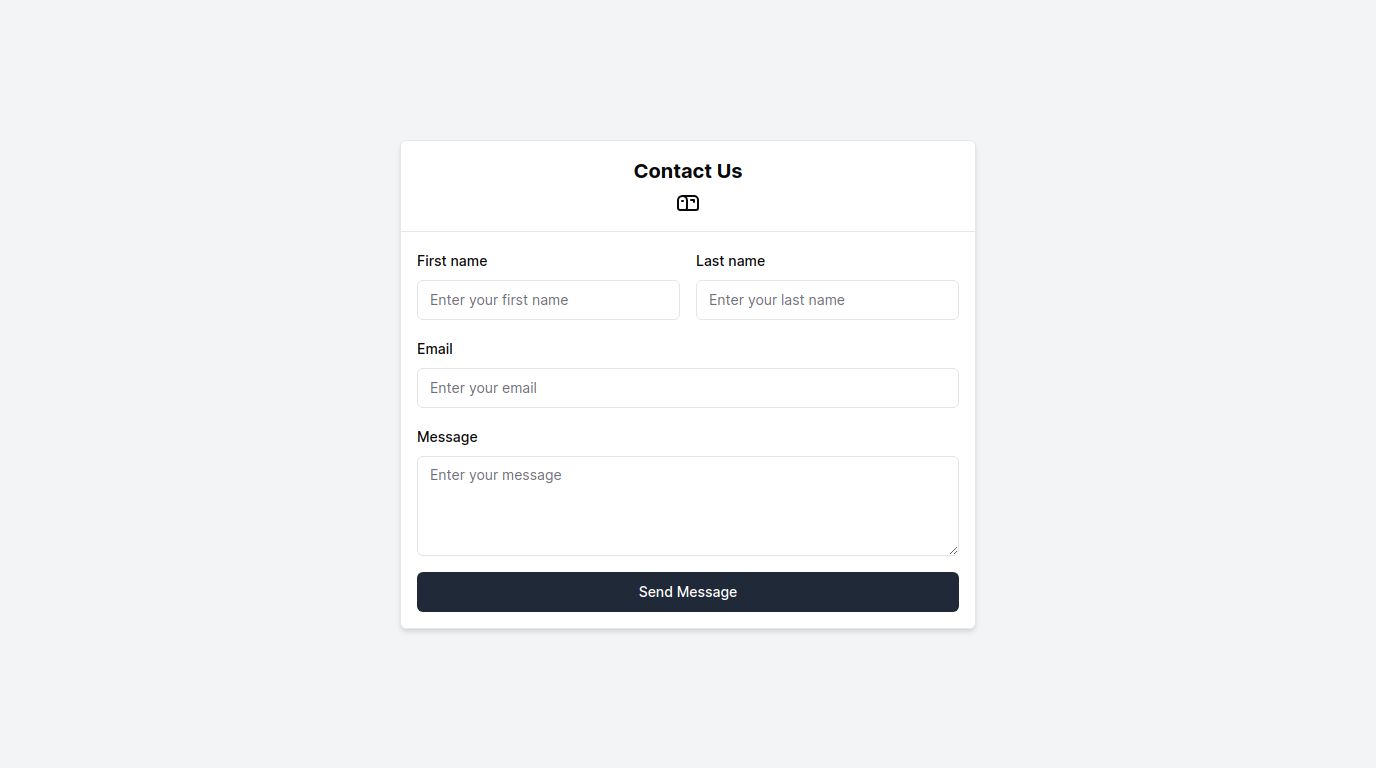 Contact Us
First name Last name
Enter your first name Enter your last name
Email
Enter your email
Message
Enter your message
Send Message